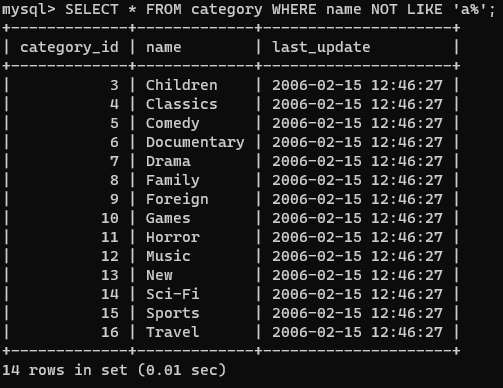 mysql> SELECT * FROM category WHERE name NOT LIKE 'a%';
+-------------+-------------+---------------------+
| category_id | name        | last_update         |
+-------------+-------------+---------------------+
|           3 | Children    | 2006-02-15 12:46:27 |
|           4 | Classics    | 2006-02-15 12:46:27 |
|           5 | Comedy      | 2006-02-15 12:46:27 |
|           6 | Documentary | 2006-02-15 12:46:27 |
|           7 | Drama       | 2006-02-15 12:46:27 |
|           8 | Family      | 2006-02-15 12:46:27 |
|           9 | Foreign     | 2006-02-15 12:46:27 |
|          10 | Games       | 2006-02-15 12:46:27 |
|          11 | Horror      | 2006-02-15 12:46:27 |
|          12 | Music       | 2006-02-15 12:46:27 |
|          13 | New         | 2006-02-15 12:46:27 |
|          14 | Sci-Fi      | 2006-02-15 12:46:27 |
|          15 | Sports      | 2006-02-15 12:46:27 |
|          16 | Travel      | 2006-02-15 12:46:27 |
+-------------+-------------+---------------------+
14 rows in set (0.01 sec)